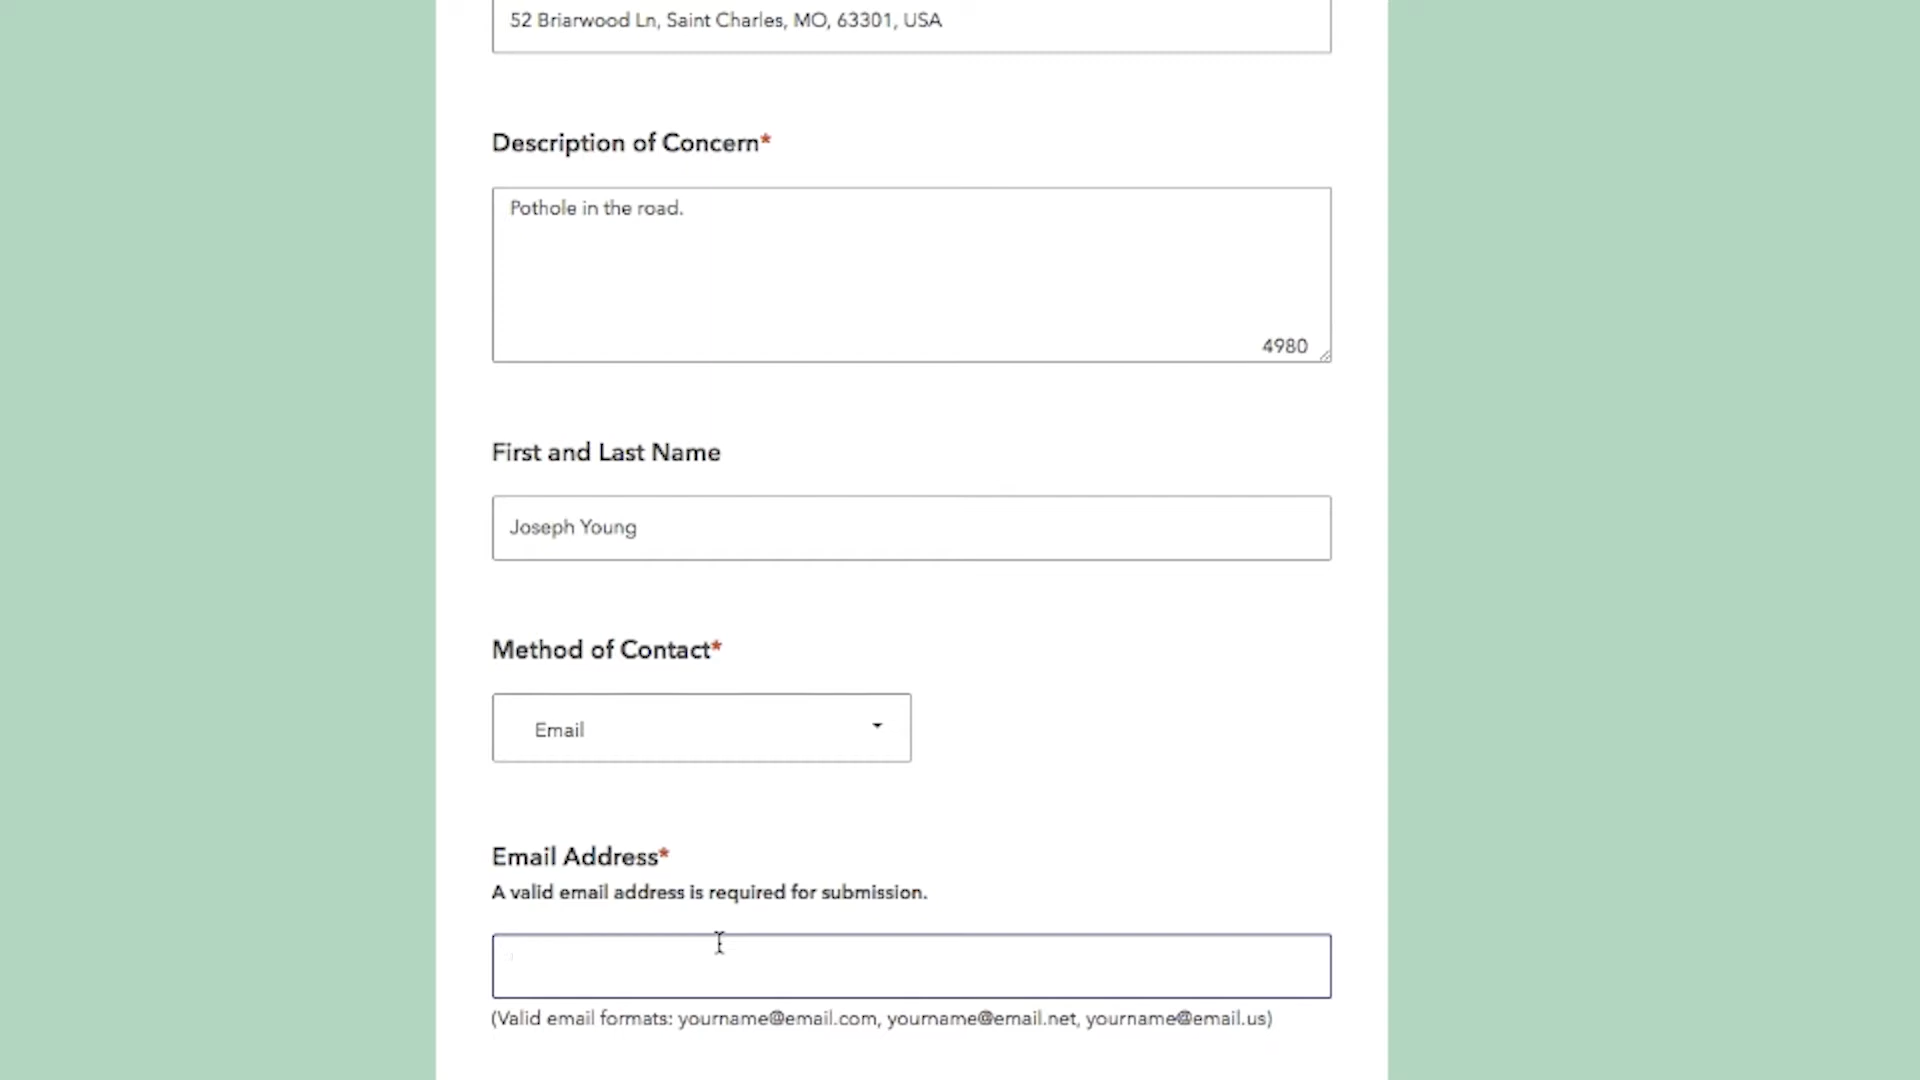 52 Briarwood Ln, Saint Charles, MO, 63301, USA
Description of Concern*
Pothole in the road.
4980
First and Last Name
Joseph Young
Method of Contact*
Email
Email Address*
A valid email address is required for submission.
(Valid email formats: yourname@email.com, yourname@email.net, yourname@email.us)